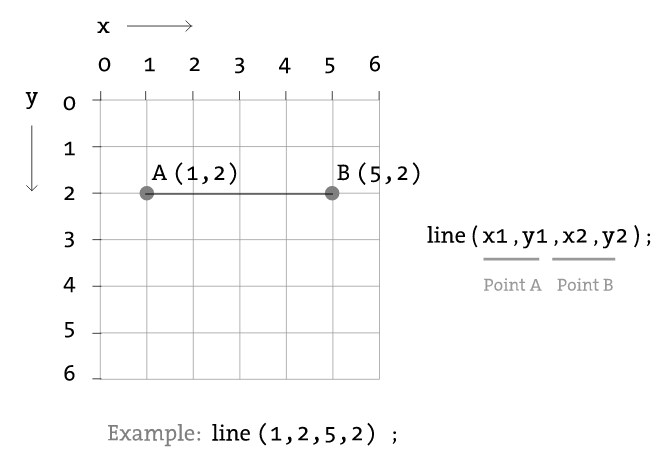 x
0 1 2 3 4 5 6
y
0
1
A (1,2) B (5,2)
2
3
line (x1,y1,x2,y2);
Point A Point B
4
5
6
Example: line (1,2,5,2) ;